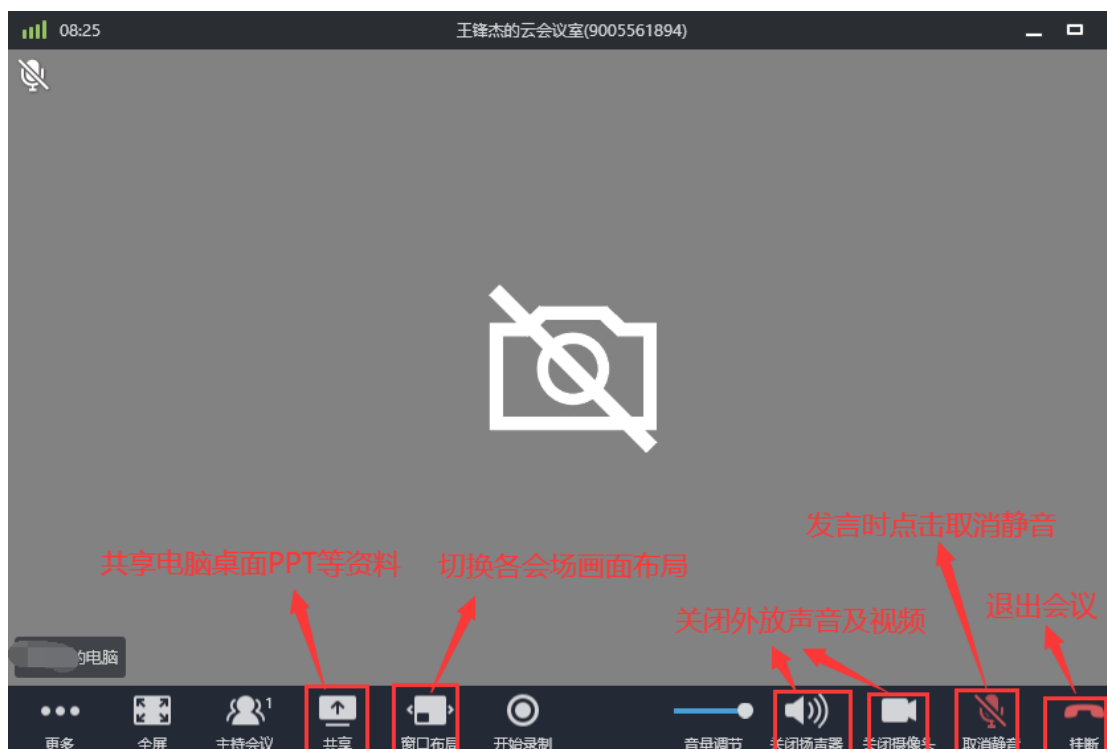 08:25
王锋杰的云会议室(9005561894)
发言时点击取消静音
共享电脑桌面PPT等资料
切换各会场画面布局
关闭外放声音及视频
退出会议
的电脑
1
更多
全屏
主持会议
共享
窗口布局
开始录制
音量调节
关闭扬声器
关闭摄像头
取消静音
挂断